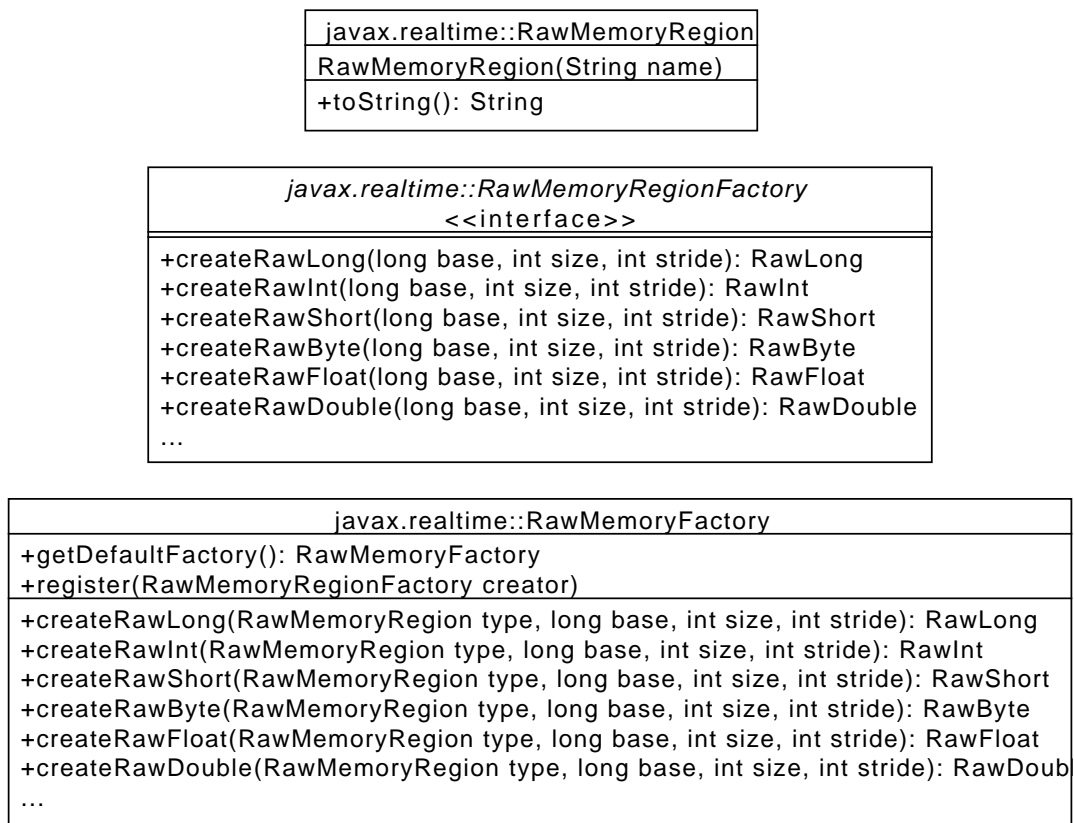 javax.realtime::RawMemoryRegion
RawMemoryRegion(String name)
+toString(): String
javax.realtime::RawMemoryRegionFactory
<<interface>>
+createRawLong(long base, int size, int stride): RawLong
+createRawInt(long base, int size, int stride): RawInt
+createRawShort(long base, int size, int stride): RawShort
+createRawByte(long base, int size, int stride): RawByte
+createRawFloat(long base, int size, int stride): RawFloat
+createRawDouble(long base, int size, int stride): RawDouble
...
javax.realtime::RawMemoryFactory
+getDefaultFactory(): RawMemoryFactory
+register(RawMemoryRegionFactory creator)
+createRawLong(RawMemoryRegion type, long base, int size, int stride): RawLong
+createRawInt(RawMemoryRegion type, long base, int size, int stride): RawInt
+createRawShort(RawMemoryRegion type, long base, int size, int stride): RawShort
+createRawByte(RawMemoryRegion type, long base, int size, int stride): RawByte
+createRawFloat(RawMemoryRegion type, long base, int size, int stride): RawFloat
+createRawDouble(RawMemoryRegion type, long base, int size, int stride): RawDoubl
...